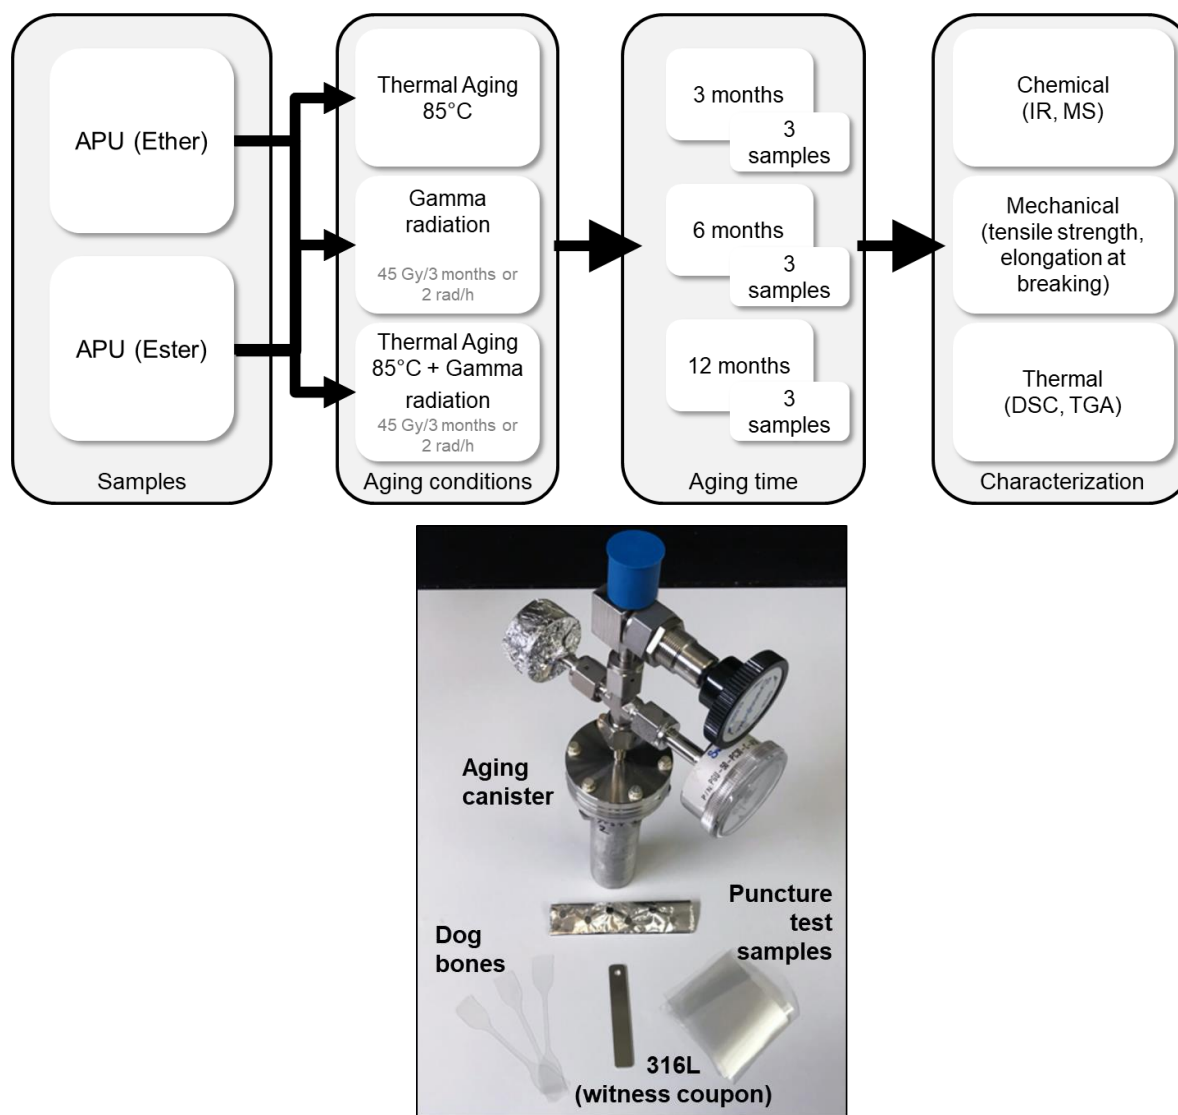 APU (Ether)
APU (Ester)
Samples
Thermal Aging
85°C
Gamma
radiation
45 Gy/3 months or
2 rad/h
Thermal Aging
85°C + Gamma
radiation
45 Gy/3 months or
2 rad/h
Aging conditions
3 months
3
samples
6 months
3
samples
12 months
3
samples
Aging time
Chemical
(IR, MS)
Mechanical
(tensile strength,
elongation at
breaking)
Thermal
(DSC, TGA)
Characterization
Aging
canister
Puncture
test
samples
Dog
bones
316L
(witness coupon)